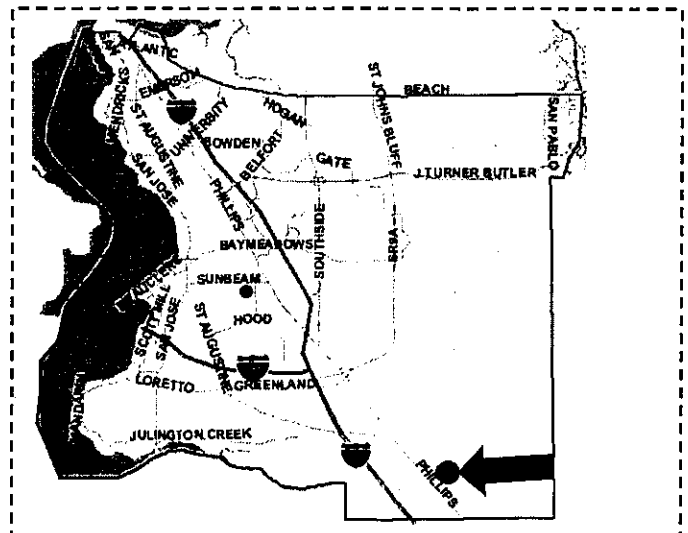 ATLANTIC
BEACH
EMERSON
HENDRICKS
UNIVERSITY
HOGAN
ST JOHNS BLUFF
SAN PABLO
ST AUGUSTINE
BOWDEN
BELFORT
GATE
J.TURNER BUTLER
SAN JOSE
PHILLIPS
SOUTHSIDE
SR9A
BAYMEADOWS
SUNBEAM
SCOTT MILL
SAN JOSE
ST AUGUSTINE
HOOD
LORETTO
GREENLAND
JULINGTON CREEK
PHILLIPS